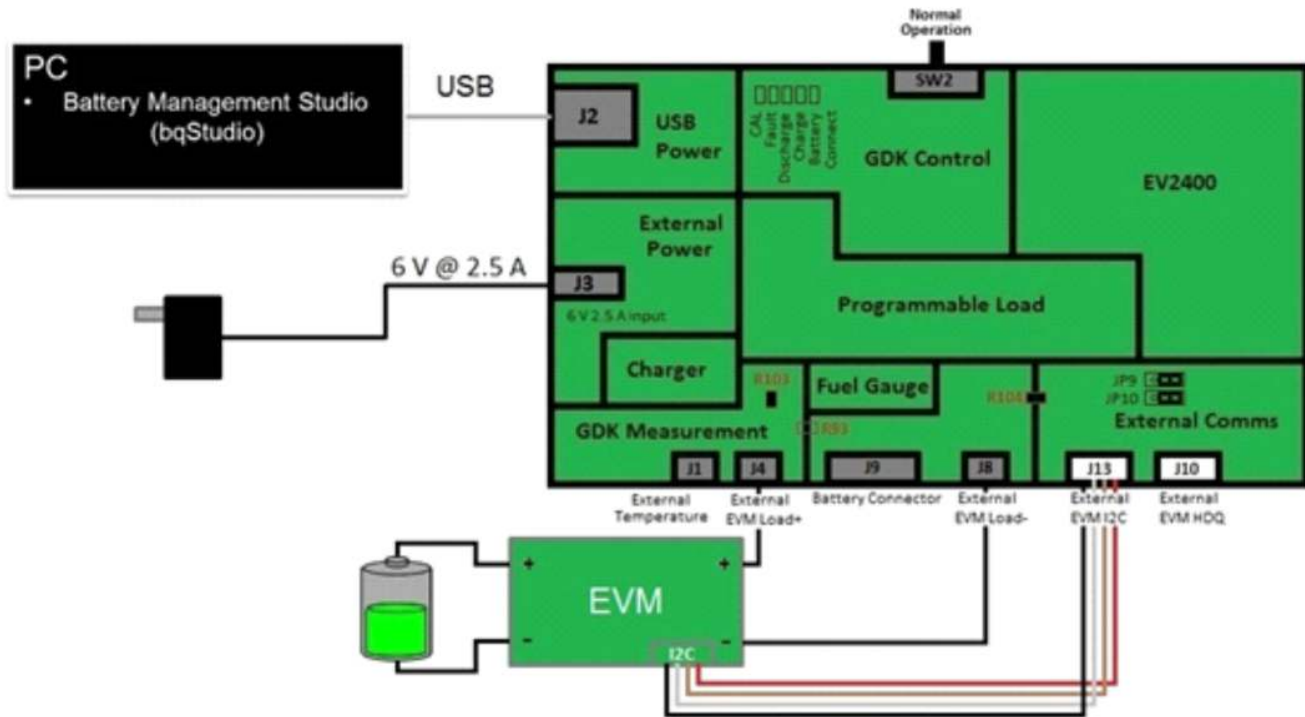 Normal
Operation
PC
• Battery Management Studio
(bqStudio)
USB
J2
USB
Power
CAL
Fault
Discharge
Charge
Battery
Connect
SW2
GDK Control
EV2400
External
Power
6 V @ 2.5 A
J3
6 V 2.5 A input
Programmable Load
Charger
R103
Fuel Gauge
R104
JP9
JP10
External Comms
GDK Measurement
R93
J1
J4
J9
J8
J13
J10
External
Temperature
External
EVM Load+
Battery Connector
External
EVM Load-
External
EVM I2C
External
EVM HDQ
+
+
EVM
-
-
I2C